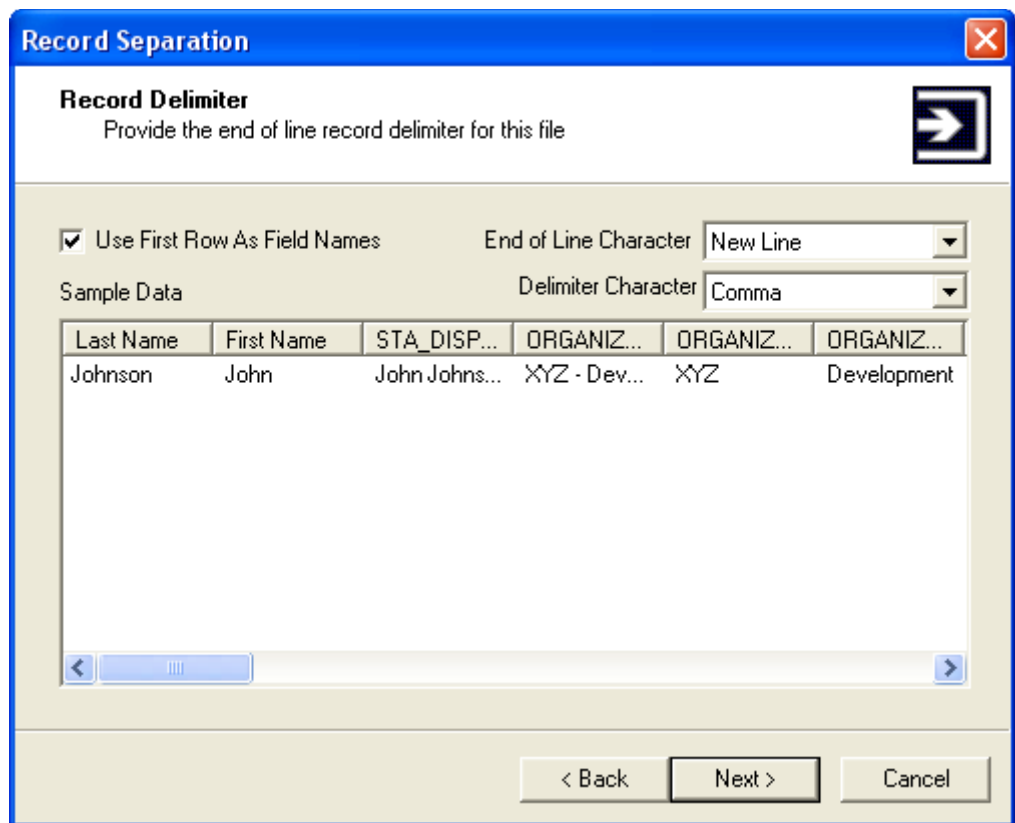 Record Separation
Record Delimiter
Provide the end of line record delimiter for this file
Use First Row As Field Names End of Line Character New Line
Sample Data Delimiter Character Comma
Last Name First Name STA_DISP... ORGANIZ... ORGANIZ... ORGANIZ...
Johnson John John Johns... XYZ - Dev... XYZ Development
< Back Next > Cancel